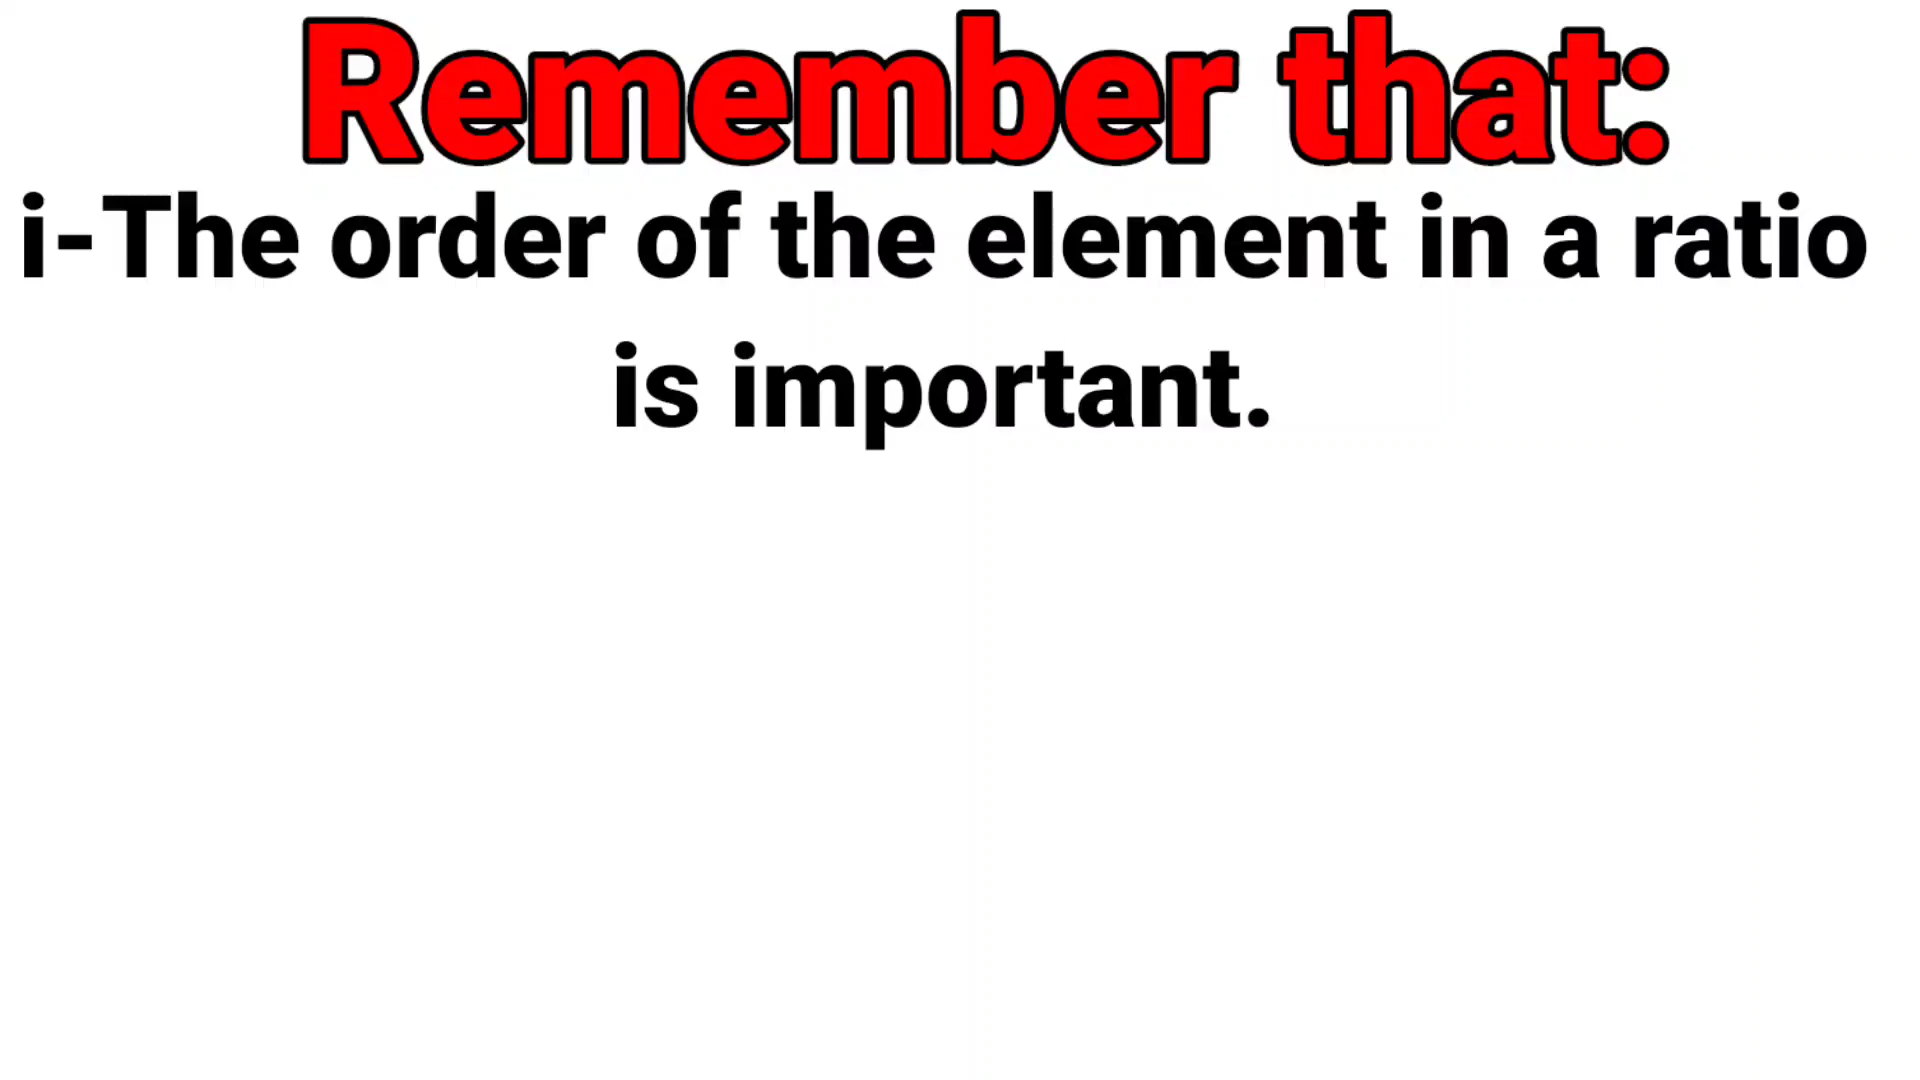 Remember that:
i-The order of the element in a ratio
is important.